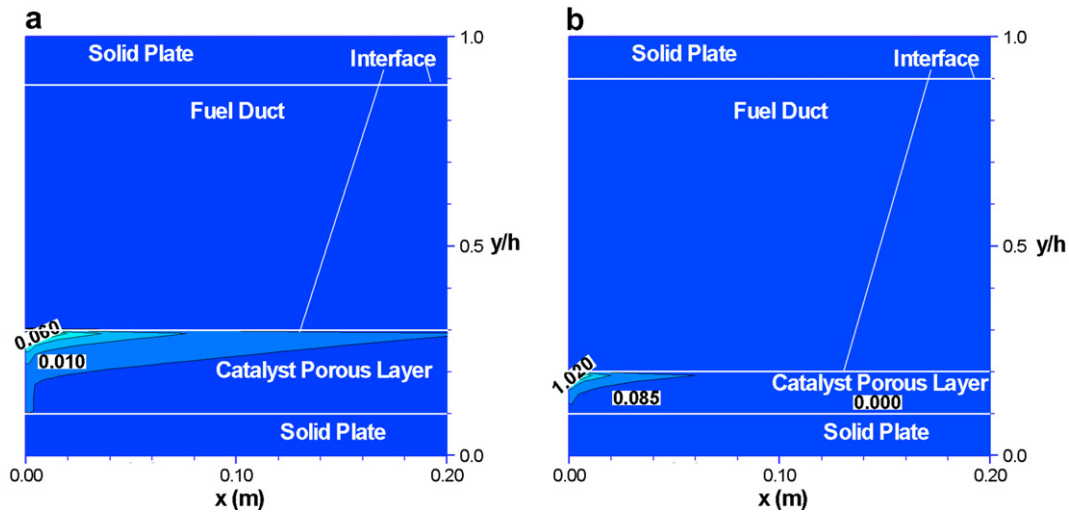 a
Solid Plate
Interface
Fuel Duct
0.060
0.010
Catalyst Porous Layer
Solid Plate
1.0
0.5
y/h
0.0
0.00
0.10
0.20
x (m)
b
Solid Plate
Interface
Fuel Duct
1.020
0.085
Catalyst Porous Layer
0.000
Solid Plate
1.0
0.5
y/h
0.0
0.00
0.10
0.20
x (m)